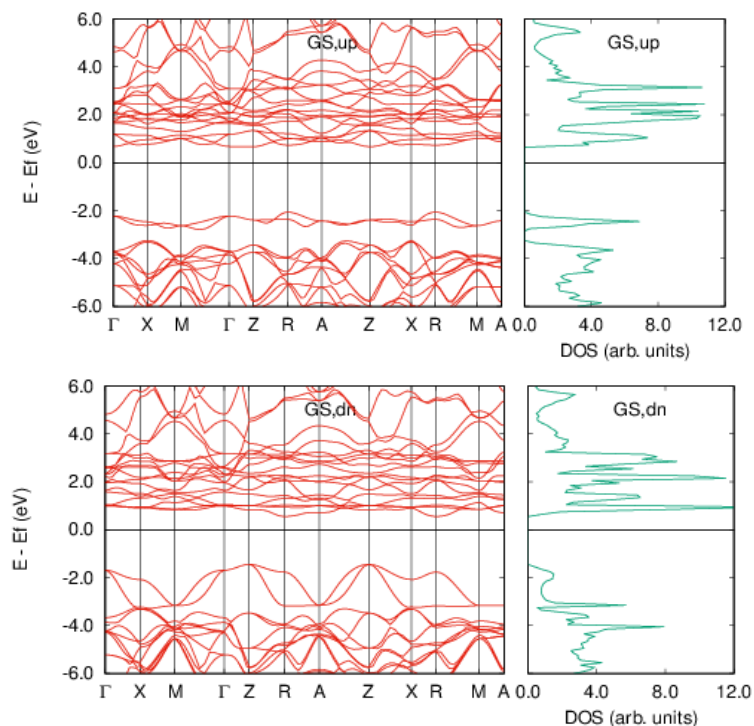 6.0
4.0
2.0
0.0
-2.0
-4.0
-6.0
E - Ef (eV)
GS,up
Γ X M Γ Z R A Z X R M A
GS,up
0.0 4.0 8.0 12.0
DOS (arb. units)
6.0
4.0
2.0
0.0
-2.0
-4.0
-6.0
E - Ef (eV)
GS,dn
Γ X M Γ Z R A Z X R M A
GS,dn
0.0 4.0 8.0 12.0
DOS (arb. units)